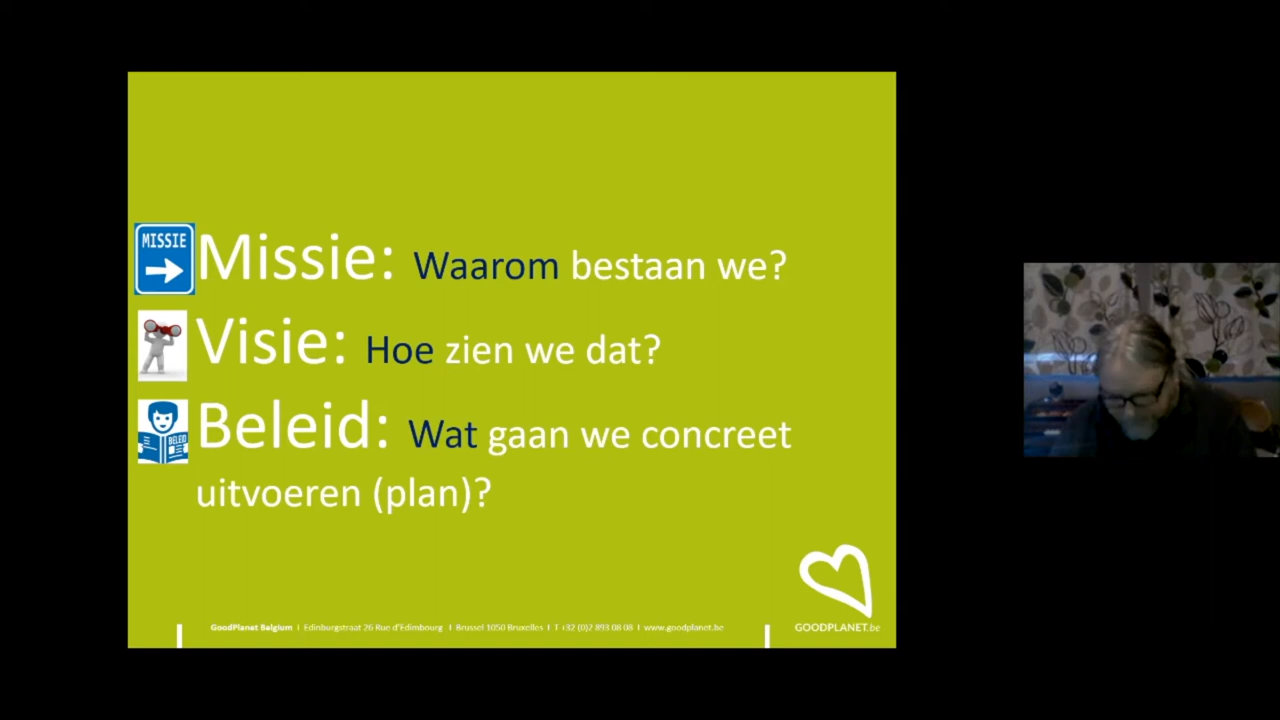 MISSIE
Missie: Waarom bestaan we?
Visie: Hoe zien we dat?
BELEID
Beleid: Wat gaan we concreet
uitvoeren (plan)?
GoodPlanet Belgium I Edinburgstraat 26 Rue d'Edimbourg I Brussel 1050 Bruxelles I T +32 (0)2 893 08 08 I www.goodplanet.be
GOODPLANET.be